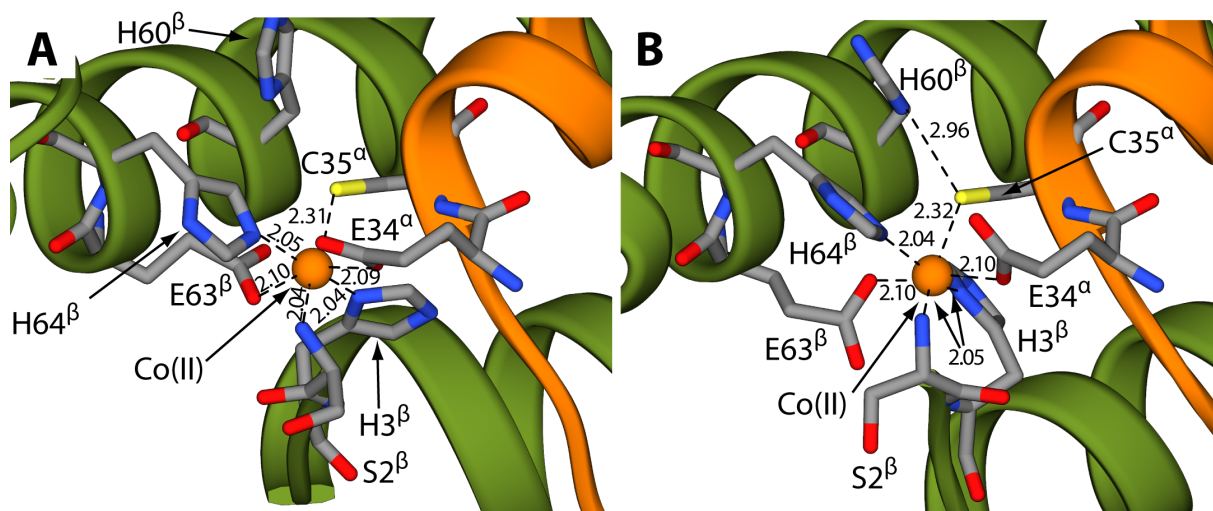 A
H60β
C35α
2.31
E34α
2.05
2.10
2.09
E63β
2.04
2.04
H64β
Co(II)
H3β
S2β
B
H60β
2.96
C35α
2.32
H64β
2.04
2.10
E34α
2.10
E63β
H3β
2.05
Co(II)
S2β